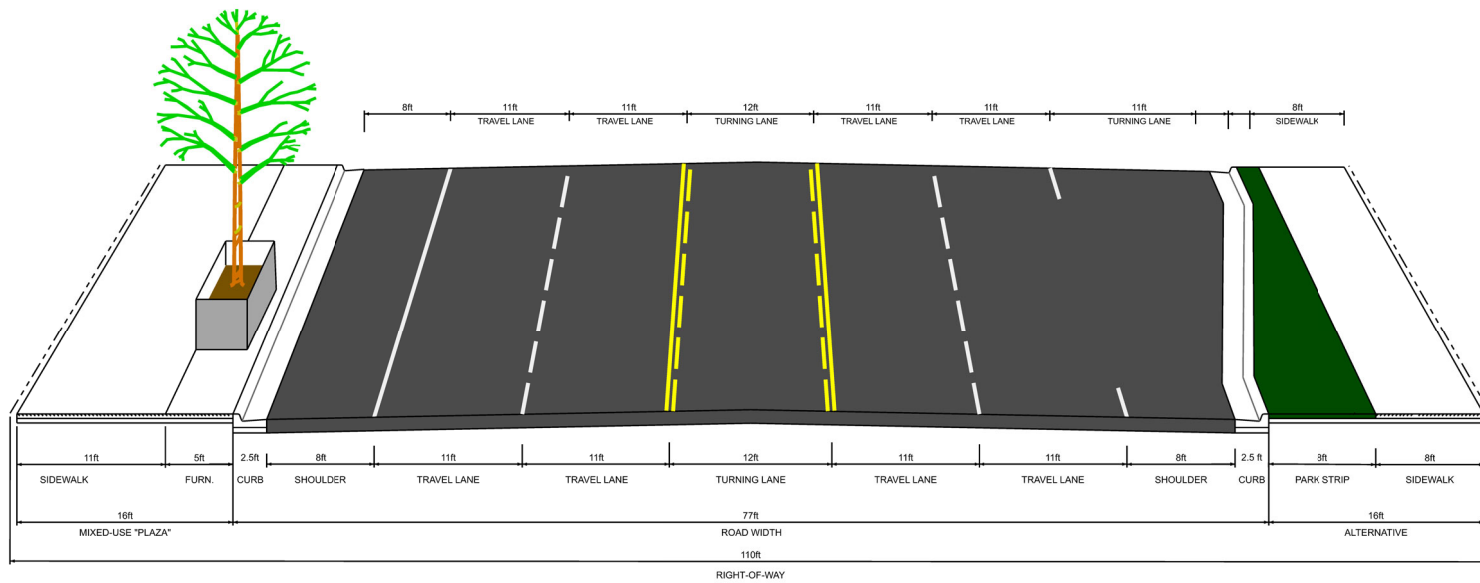 8ft 11ft 11ft 12ft 11ft 11ft 11ft 8ft
TRAVEL LANE TRAVEL LANE TURNING LANE TRAVEL LANE TRAVEL LANE TURNING LANE SIDEWALK
11ft 5ft 2.5ft 8ft 11ft 11ft 12ft 11ft 11ft 8ft 2.5 ft 8ft 8ft
SIDEWALK FURN. CURB SHOULDER TRAVEL LANE TRAVEL LANE TURNING LANE TRAVEL LANE TRAVEL LANE SHOULDER CURB PARK STRIP SIDEWALK
16ft 77ft 16ft
MIXED-USE "PLAZA" ROAD WIDTH ALTERNATIVE
110ft
RIGHT-OF-WAY